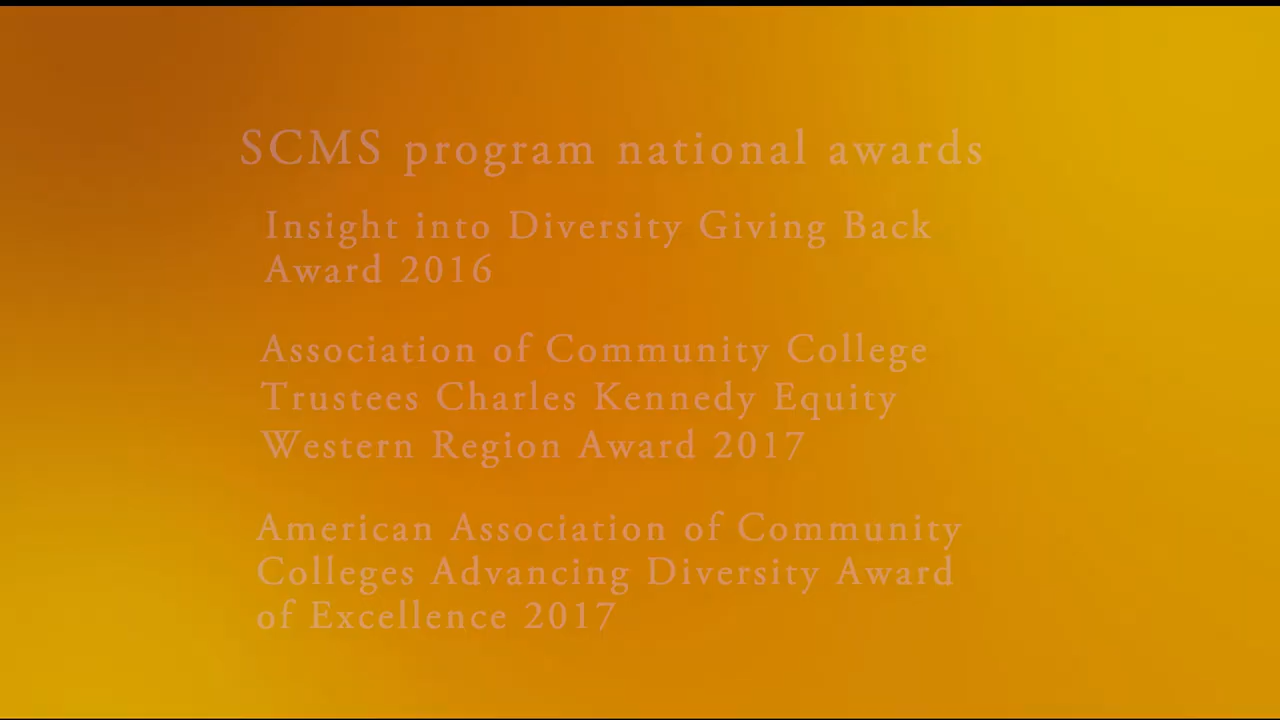 SCMS program national awards
Insight into Diversity Giving Back
Award 2016
Association of Community College
Trustees Charles Kennedy Equity
Western Region Award 2017
American Association of Community
Colleges Advancing Diversity Award
of Excellence 2017